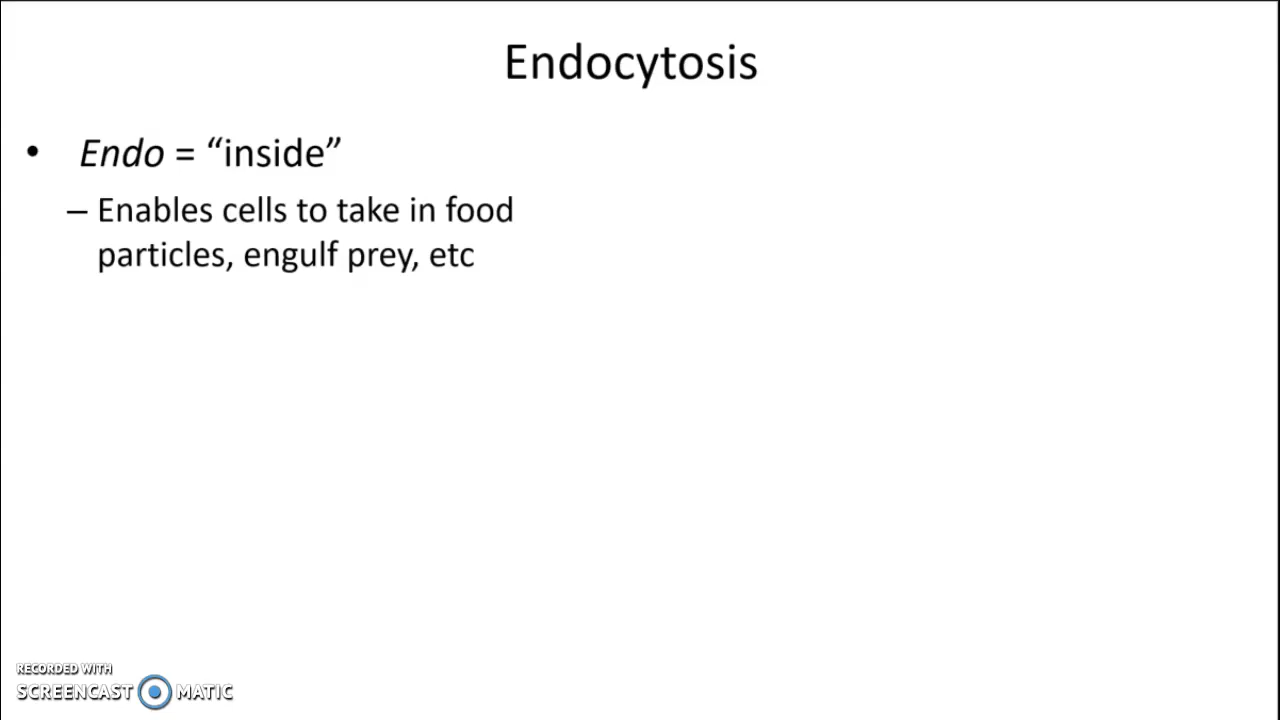 Endocytosis
• Endo = “inside”
– Enables cells to take in food
particles, engulf prey, etc
RECORDED WITH
SCREENCAST MATIC